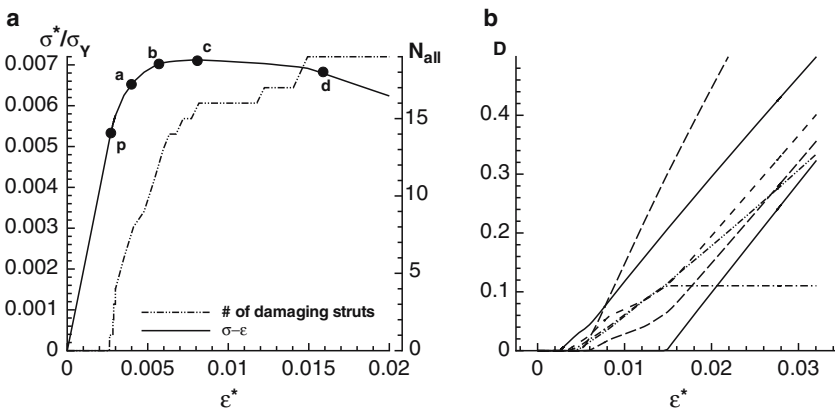 a
σ*/σY
Nall
0.007
0.006
0.005
0.004
0.003
0.002
0.001
0
15
10
5
0
p
a
b
c
d
# of damaging struts
σ–ε
0 0.005 0.01 0.015 0.02
ε*
b
D
0.4
0.3
0.2
0.1
0
0 0.01 0.02 0.03
ε*